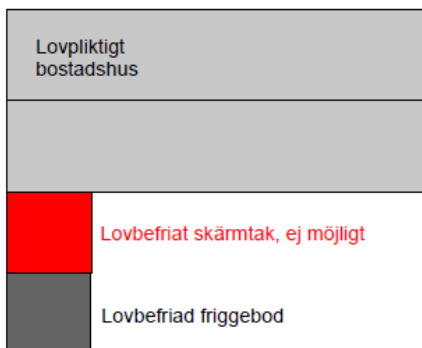 Lovpliktigt
bostadshus
Lovbefriat skärmtak, ej möjligt
Lovbefriad friggebod